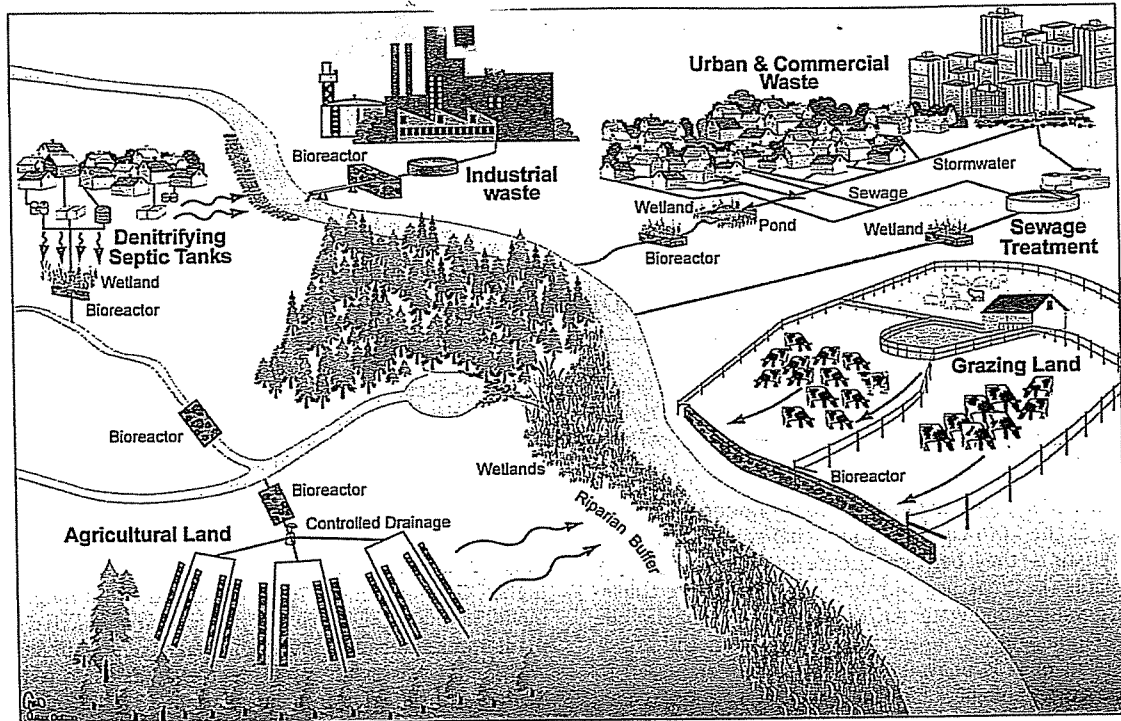 Urban & Commercial
Waste
Bioreactor
Industrial
waste
Stormwater
Sewage
Wetland
Pond
Wetland
Sewage
Treatment
Bioreactor
Denitrifying
Septic Tanks
Wetland
Bioreactor
Grazing Land
Bioreactor
Wetlands
Bioreactor
Bioreactor
Riparian Buffer
Controlled Drainage
Agricultural Land